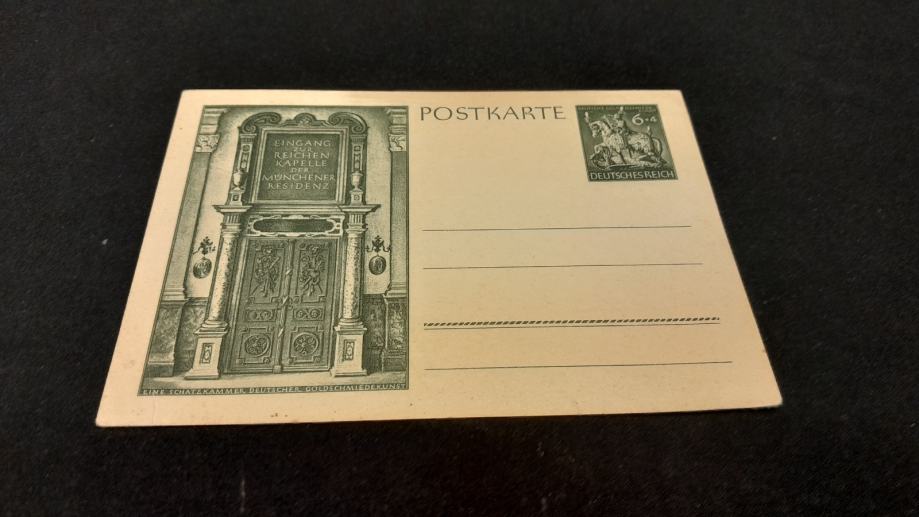 POSTKARTE
EINGANG
ZUR
REICHEN
KAPELLE
DER
MÜNCHENER
RESIDENZ
EINE SCHATZKAMMER DEUTSCHER GOLDSCHMIEDEKUNST
6+4
DEUTSCHES REICH